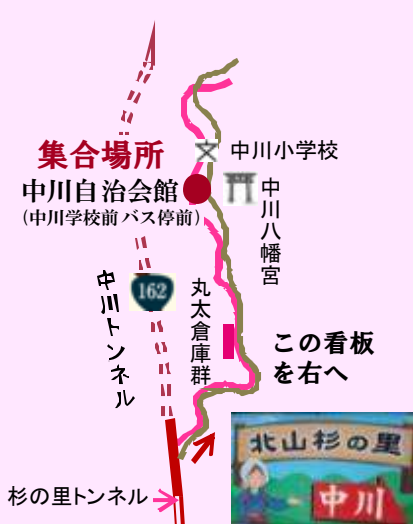 集合場所
中川自治会館
(中川学校前 バス停前)
中川小学校
中川八幡宮
162
中川トンネル
丸太倉庫群
この看板
を右へ
杉の里トンネル
北山杉の里
中川